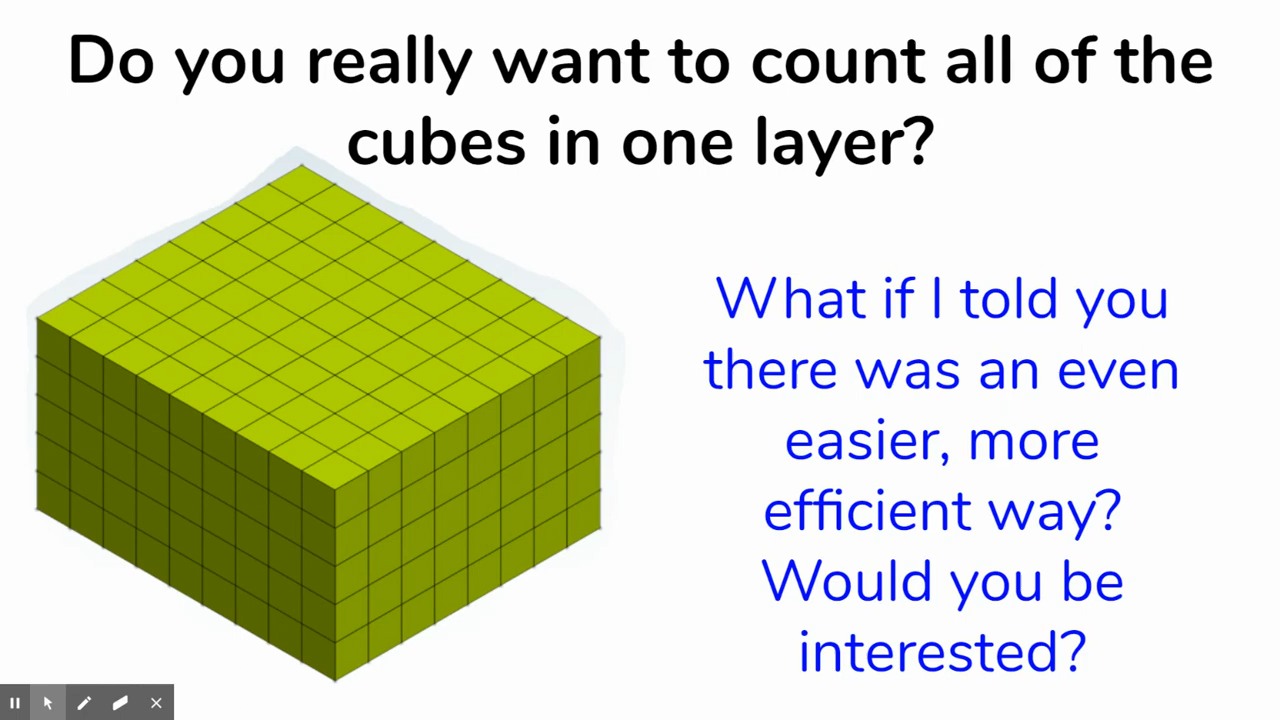 Do you really want to count all of the
cubes in one layer?
What if I told you
there was an even
easier, more
efficient way?
Would you be
interested?